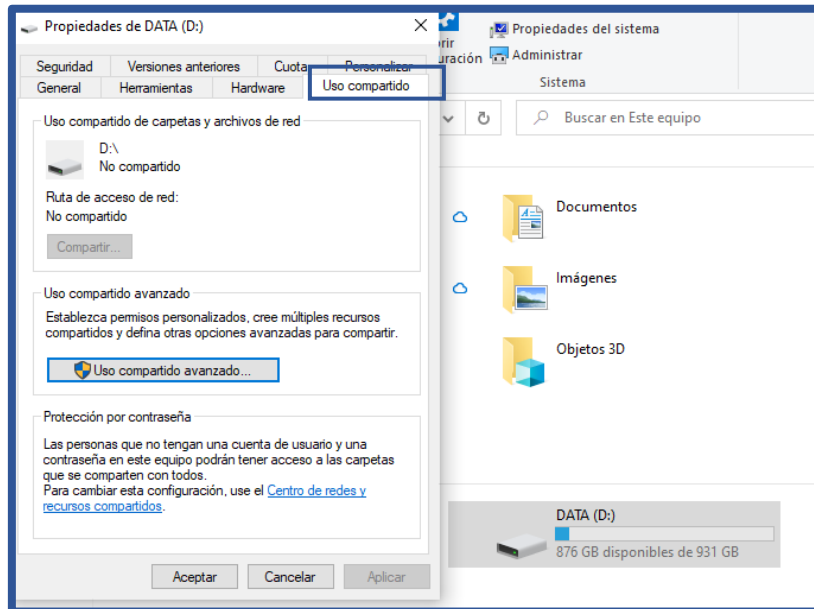 Propiedades de DATA (D:)
Seguridad
Versiones anteriores
Cuota
Personalizar
General
Herramientas
Hardware
Uso compartido
Uso compartido de carpetas y archivos de red
D:\
No compartido
Ruta de acceso de red:
No compartido
Compartir...
Uso compartido avanzado
Establezca permisos personalizados, cree múltiples recursos
compartidos y defina otras opciones avanzadas para compartir.
Uso compartido avanzado...
Protección por contraseña
Las personas que no tengan una cuenta de usuario y una
contraseña en este equipo podrán tener acceso a las carpetas
que se comparten con todos.
Para cambiar esta configuración, use el Centro de redes y
recursos compartidos.
Aceptar
Cancelar
Aplicar
Propiedades del sistema
Administrar
Sistema
Buscar en Este equipo
Documentos
Imágenes
Objetos 3D
DATA (D:)
876 GB disponibles de 931 GB